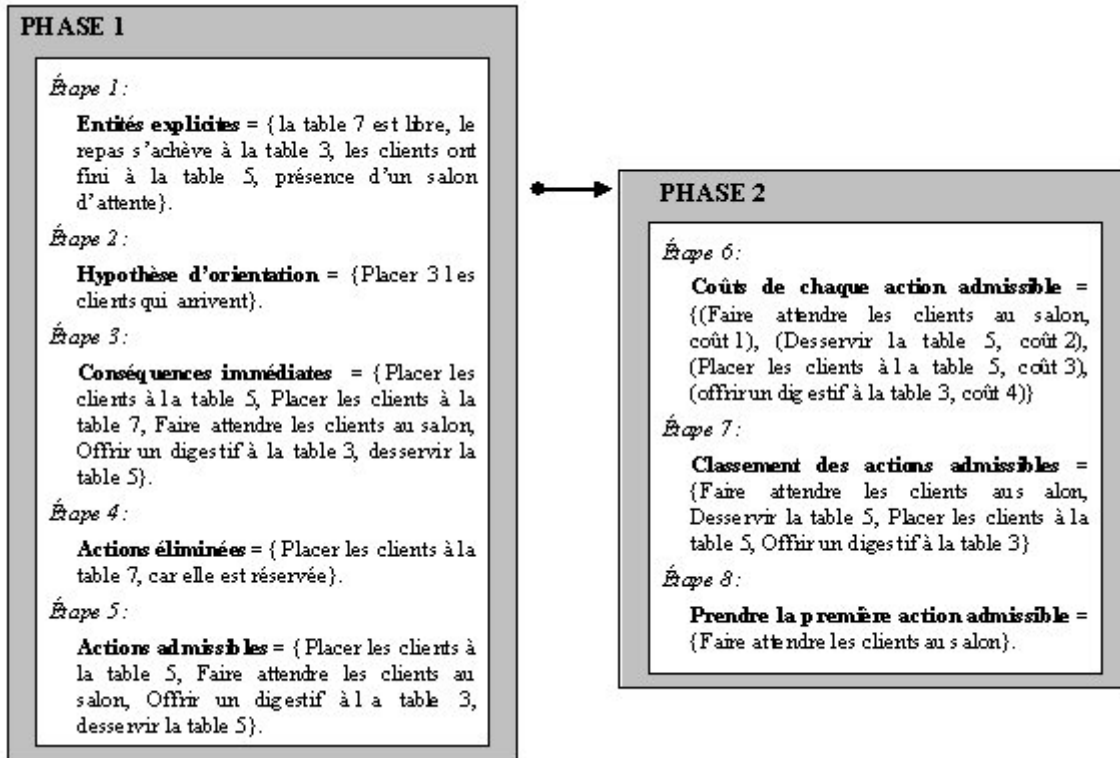 PHASE 1
Étape 1:
Entités explicites = {la table 7 est libre, le
repas s'achève à la table 3, les clients ont
fini à la table 5, présence d'un salon
d'attente}.
Étape 2:
Hypothèse d'orientation = {Placer 3 les
clients qui arrivent}.
Étape 3:
Conséquences immédiates = {Placer les
clients à la table 5, Placer les clients à la
table 7, Faire attendre les clients au salon,
Offrir un digestif à la table 3, desservir la
table 5}.
Étape 4:
Actions éliminées = {Placer les clients à la
table 7, car elle est réservée}.
Étape 5:
Actions admissibles = {Placer les clients à
la table 5, Faire attendre les clients au
salon, Offrir un digestif à la table 3,
desservir la table 5}.
PHASE 2
Étape 6:
Coûts de chaque action admissible =
{(Faire attendre les clients au salon,
coût 1), (Desservir la table 5, coût 2),
(Placer les clients à la table 5, coût 3),
(offrir un digestif à la table 3, coût 4)}
Étape 7:
Classement des actions admissibles =
{Faire attendre les clients aus alon,
Desservir la table 5, Placer les clients à la
table 5, Offrir un digestif à la table 3}
Étape 8:
Prendre la première action admissible =
{Faire attendre les clients au salon}.